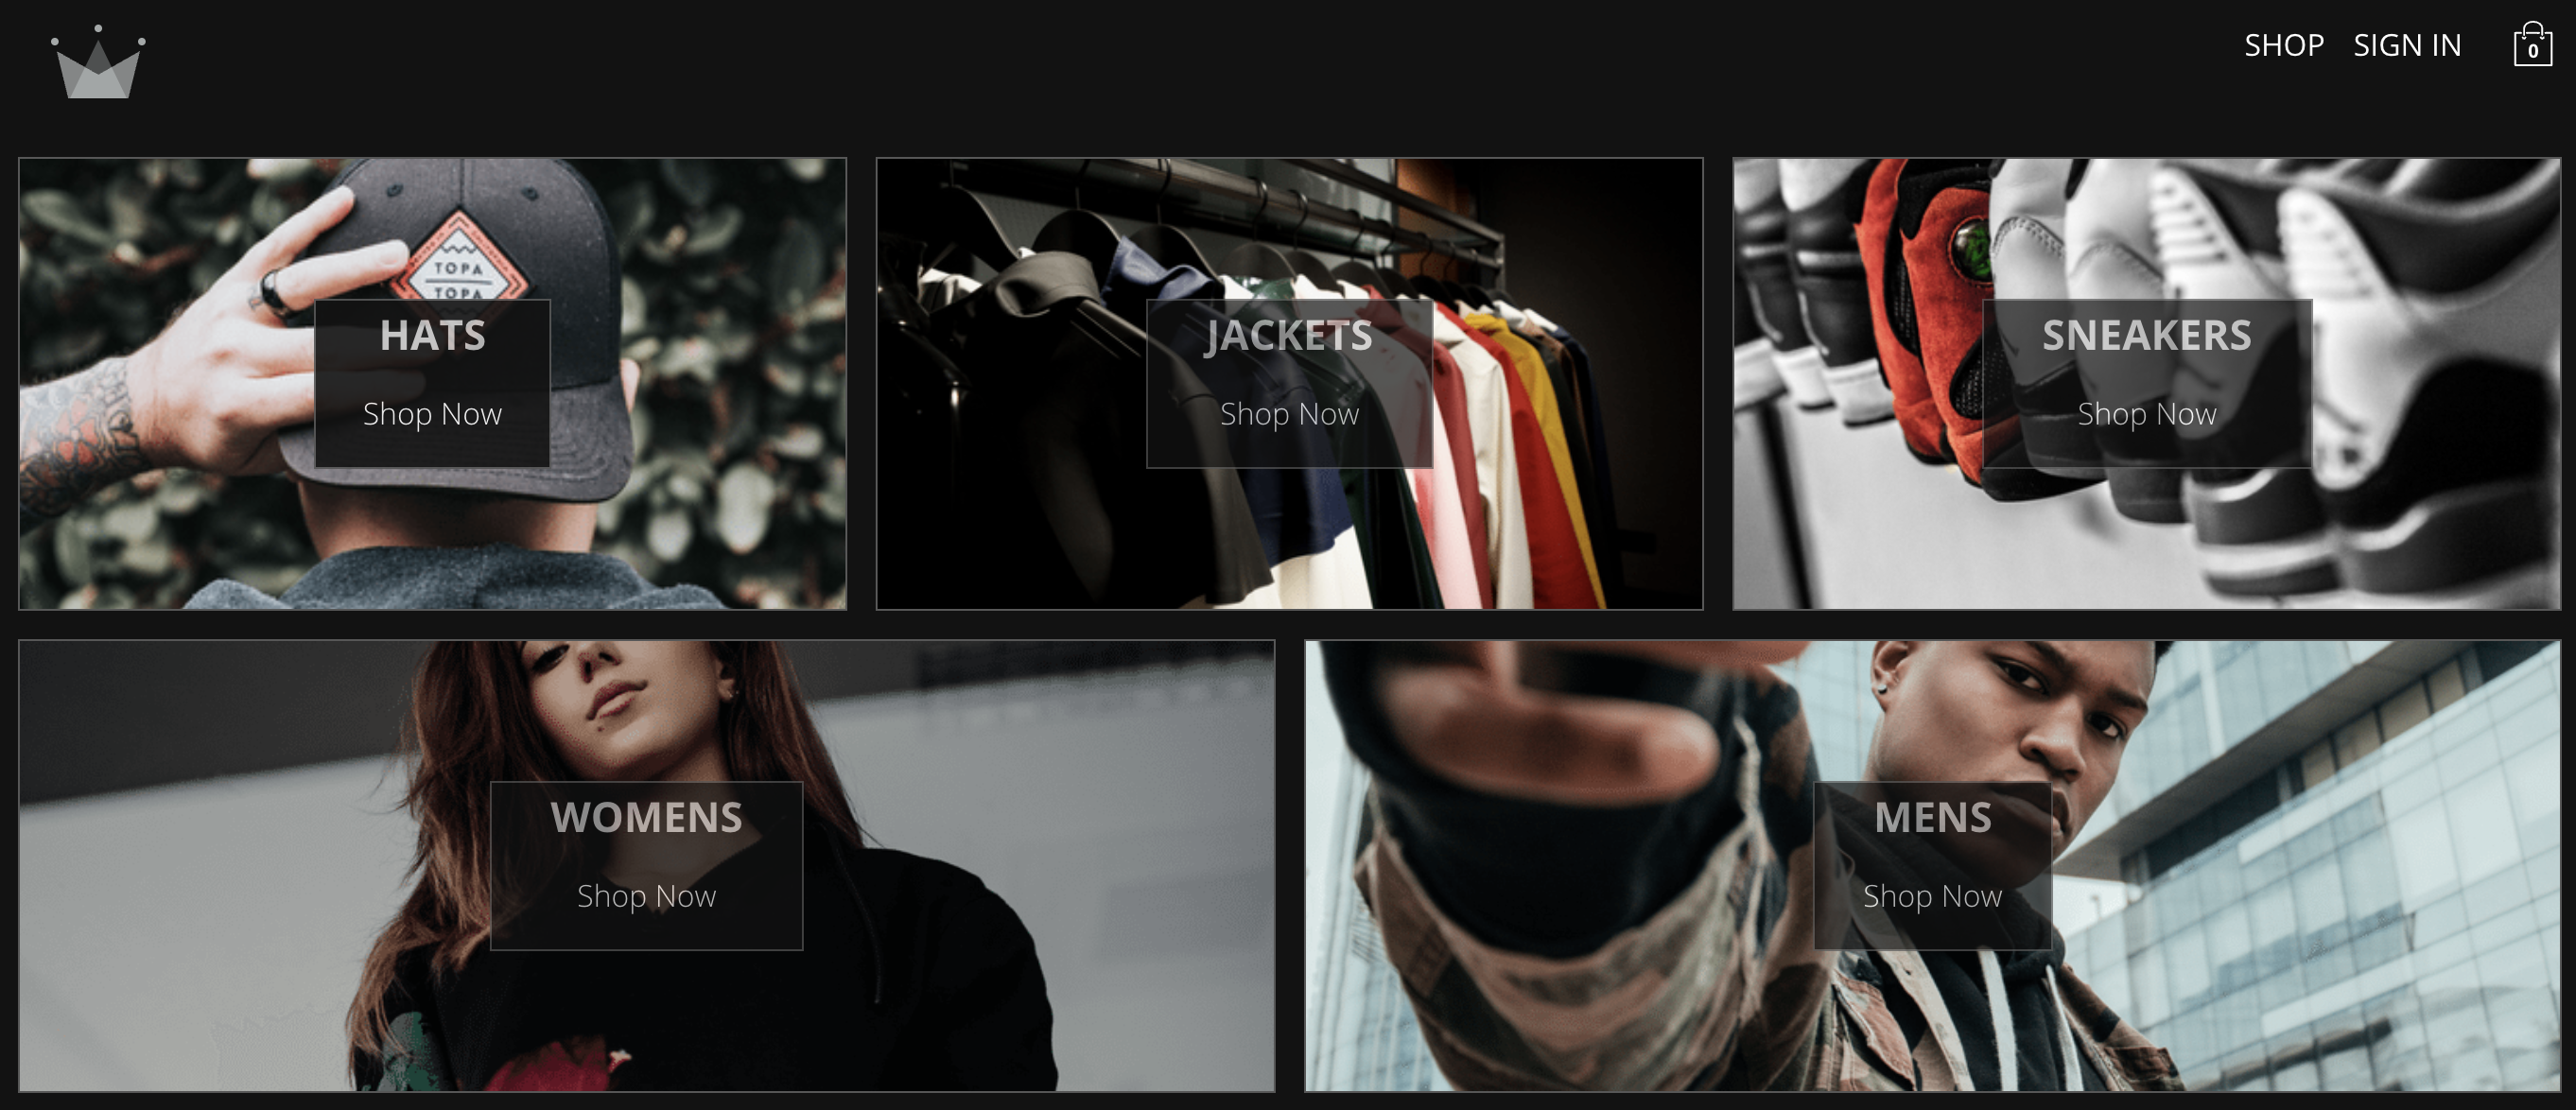 SHOP SIGN IN
0
TOPA
TOPA
HATS
Shop Now
JACKETS
Shop Now
SNEAKERS
Shop Now
WOMENS
Shop Now
MENS
Shop Now